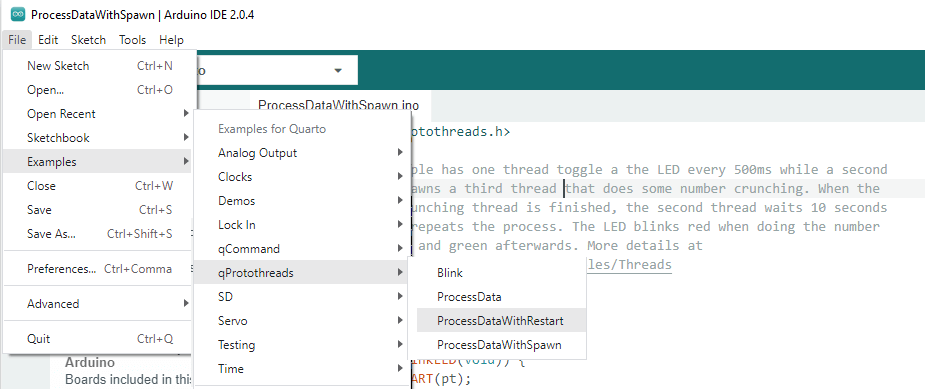 ProcessDataWithSpawn | Arduino IDE 2.0.4
File Edit Sketch Tools Help
New Sketch Ctrl+N
Open... Ctrl+O
Open Recent
Sketchbook
Examples
Close Ctrl+W
Save Ctrl+S
Save As... Ctrl+Shift+S
Preferences... Ctrl+Comma
Advanced
Quit Ctrl+Q
Examples for Quarto
Analog Output
Clocks
Demos
Lock In
qCommand
qProtothreads
SD
Servo
Testing
Time
Blink
ProcessData
ProcessDataWithRestart
ProcessDataWithSpawn
ProcessDataWithSpawn.ino
otothreads.h>
ple has one thread toggle a the LED every 500ms while a second
awns a third thread that does some number crunching. When the
unching thread is finished, the second thread waits 10 seconds
repeats the process. The LED blinks red when doing the number
and green afterwards. More details at
les/Threads
(void)) {
ART(pt);
Arduino
Boards included in this